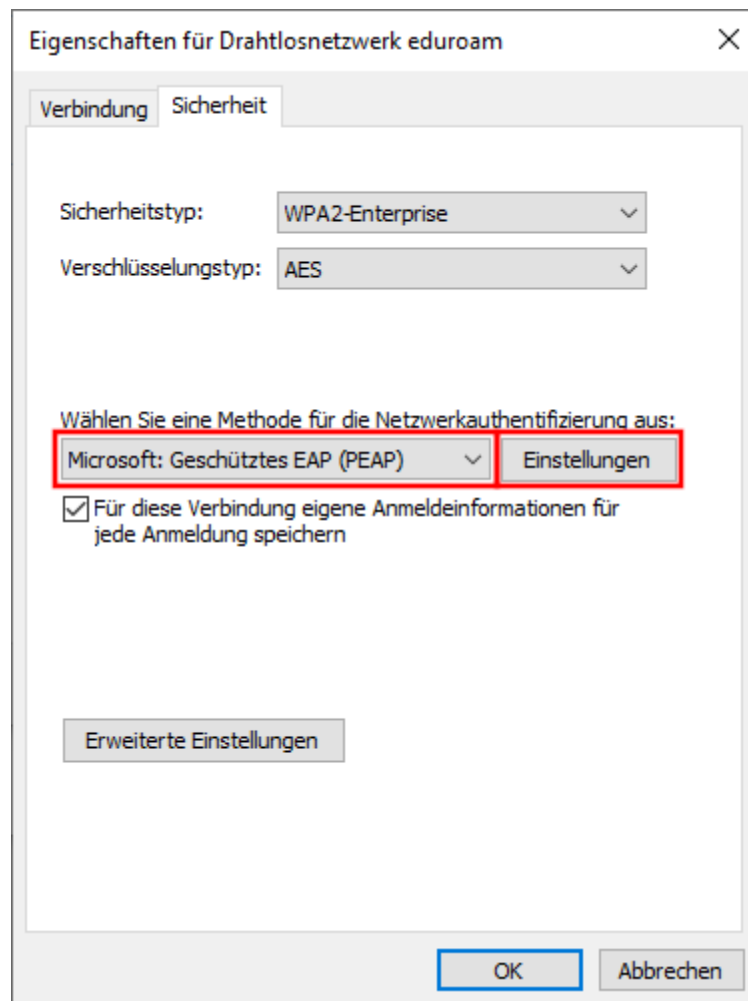 Eigenschaften für Drahtlosnetzwerk eduroam
Verbindung Sicherheit
Sicherheitstyp: WPA2-Enterprise
Verschlüsselungstyp: AES
Wählen Sie eine Methode für die Netzwerkauthentifizierung aus:
Microsoft: Geschütztes EAP (PEAP) Einstellungen
Für diese Verbindung eigene Anmeldeinformationen für
jede Anmeldung speichern
Erweiterte Einstellungen
OK Abbrechen